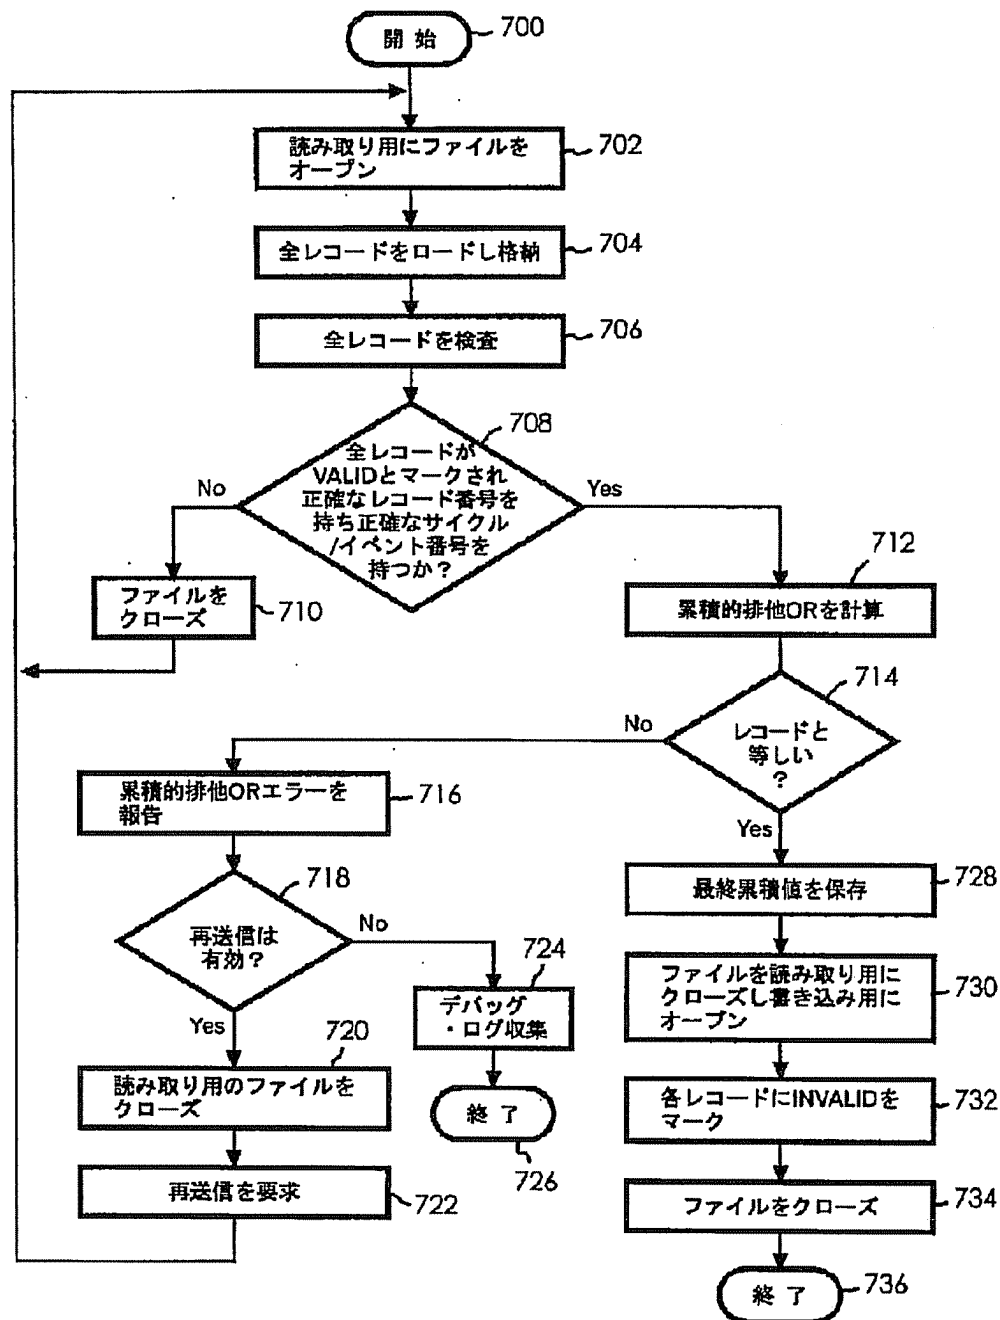 開 始
700
読み取り用にファイルを
オープン
702
全レコードをロードし格納
704
全レコードを検査
706
708
全レコードが
VALIDとマークされ
正確なレコード番号を
持ち正確なサイクル
/イベント番号を
持つか？
No
Yes
ファイルを
クローズ
710
712
累積的排他ORを計算
714
レコードと
等しい
？
No
Yes
累積的排他ORエラーを
報告
716
718
再送信は
有効？
No
Yes
724
デバッグ
・ログ収集
終 了
726
720
読み取り用のファイルを
クローズ
再送信を要求
722
最終累積値を保存
728
ファイルを読み取り用に
クローズし書き込み用に
オープン
730
各レコードにINVALIDを
マーク
732
ファイルをクローズ
734
終 了
736